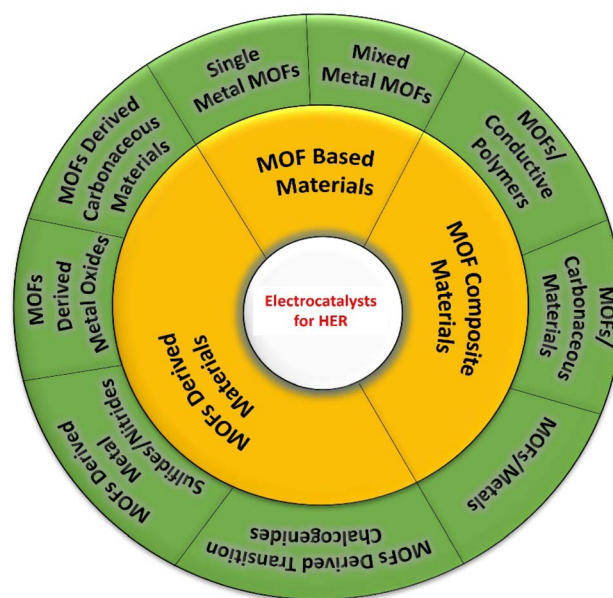 Electrocatalysts
for HER
MOF Based
Materials
MOF Composite
Materials
MOFs Derived
Materials
Single
Metal MOFs
Mixed
Metal MOFs
MOFs/
Conductive
Polymers
MOFs/
Carbonaceous
Materials
MOFs/Metals
MOFs Derived Transition
Chalcogenides
MOFs Derived
Metal
Sulfides/Nitrides
MOFs
Derived
Metal Oxides
MOFs Derived
Carbonaceous
Materials